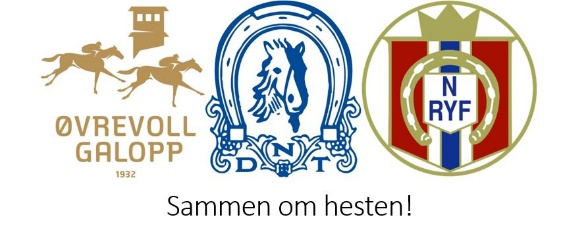 ØVREVOLL
GALOPP
1932
D N T
N
RYF
Sammen om hesten!